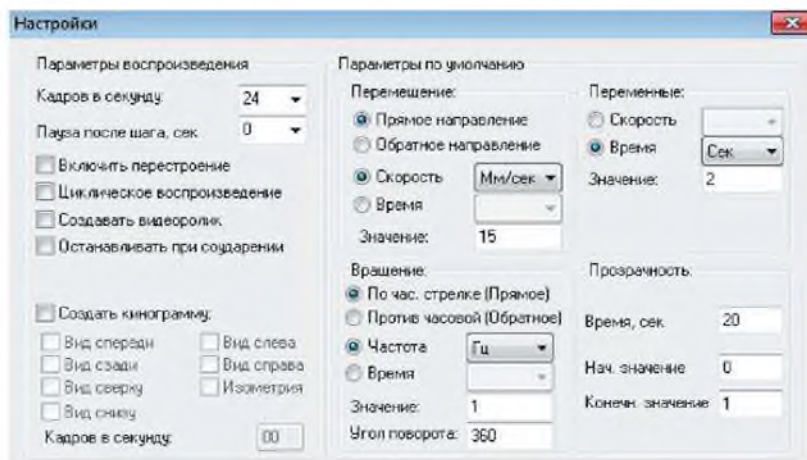 Настройки
Параметры воспроизведения
Кадров в секунду: 24
Пауза после шага, сек. 0
Включить перестроение
Циклическое воспроизведение
Создавать видеоролик
Останавливать при соударении
Создать кинограмму:
Вид спереди Вид слева
Вид сзади Вид справа
Вид сверху Изометрия
Вид снизу
Кадров в секунду: 00
Параметры по умолчанию
Перемещение:
Прямое направление
Обратное направление
Скорость Мм/сек
Время
Значение: 15
Переменные:
Скорость
Время Сек
Значение: 2
Вращение:
По час. стрелке (Прямое)
Против часовой (Обратное)
Частота Гц
Время
Значение: 1
Угол поворота: 360
Прозрачность:
Время, сек 20
Нач. значение 0
Конечн. значение 1